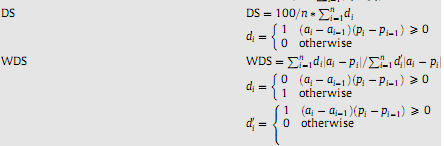 DS DS = 100/n * ∑ⁿᵢ₌₁dᵢ
dᵢ = { 1 (aᵢ − aᵢ₋₁)(pᵢ − pᵢ₋₁) ⩾ 0
0 otherwise
WDS WDS = ∑ⁿᵢ₌₁dᵢ|aᵢ − pᵢ|/∑ⁿᵢ₌₁d′ᵢ|aᵢ − pᵢ|
dᵢ = { 0 (aᵢ − aᵢ₋₁)(pᵢ − pᵢ₋₁) ⩾ 0
1 otherwise
d′ᵢ = { 1 (aᵢ − aᵢ₋₁)(pᵢ − pᵢ₋₁) ⩾ 0
0 otherwise